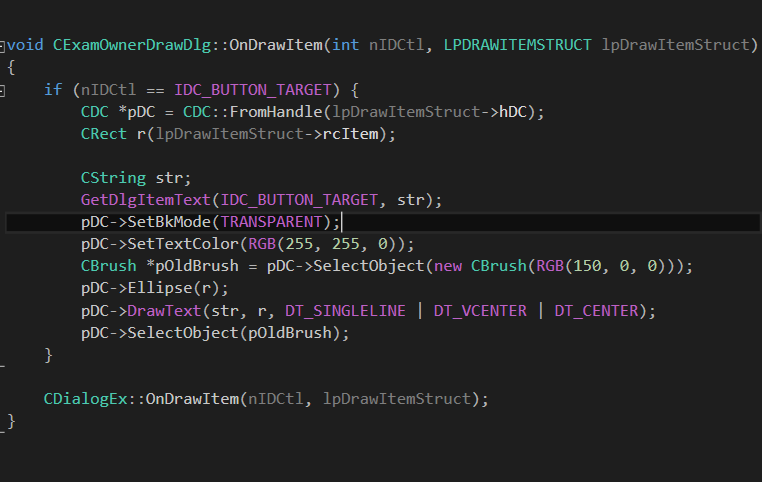 void CExamOwnerDrawDlg::OnDrawItem(int nIDCtl, LPDRAWITEMSTRUCT lpDrawItemStruct)
{
    if (nIDCtl == IDC_BUTTON_TARGET) {
        CDC *pDC = CDC::FromHandle(lpDrawItemStruct->hDC);
        CRect r(lpDrawItemStruct->rcItem);

        CString str;
        GetDlgItemText(IDC_BUTTON_TARGET, str);
        pDC->SetBkMode(TRANSPARENT);
        pDC->SetTextColor(RGB(255, 255, 0));
        CBrush *pOldBrush = pDC->SelectObject(new CBrush(RGB(150, 0, 0)));
        pDC->Ellipse(r);
        pDC->DrawText(str, r, DT_SINGLELINE | DT_VCENTER | DT_CENTER);
        pDC->SelectObject(pOldBrush);
    }

    CDialogEx::OnDrawItem(nIDCtl, lpDrawItemStruct);
}